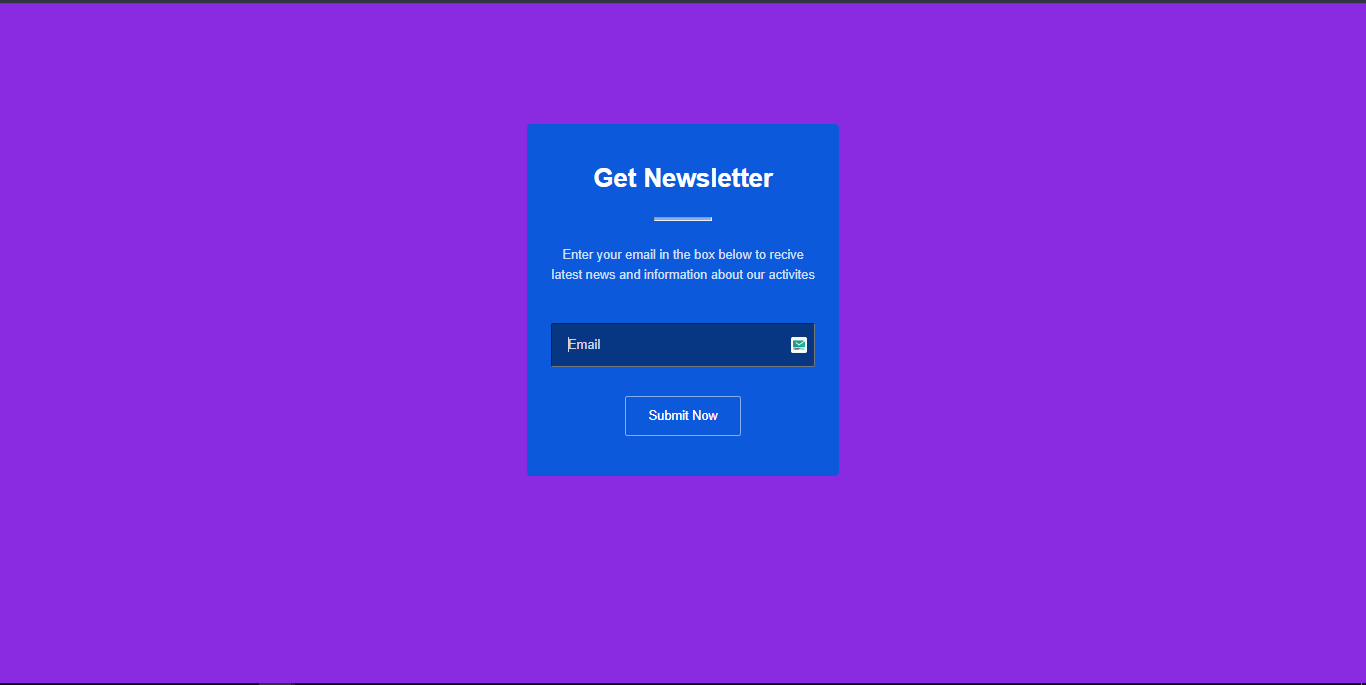 Get Newsletter
Enter your email in the box below to recive
latest news and information about our activites
Email
Submit Now